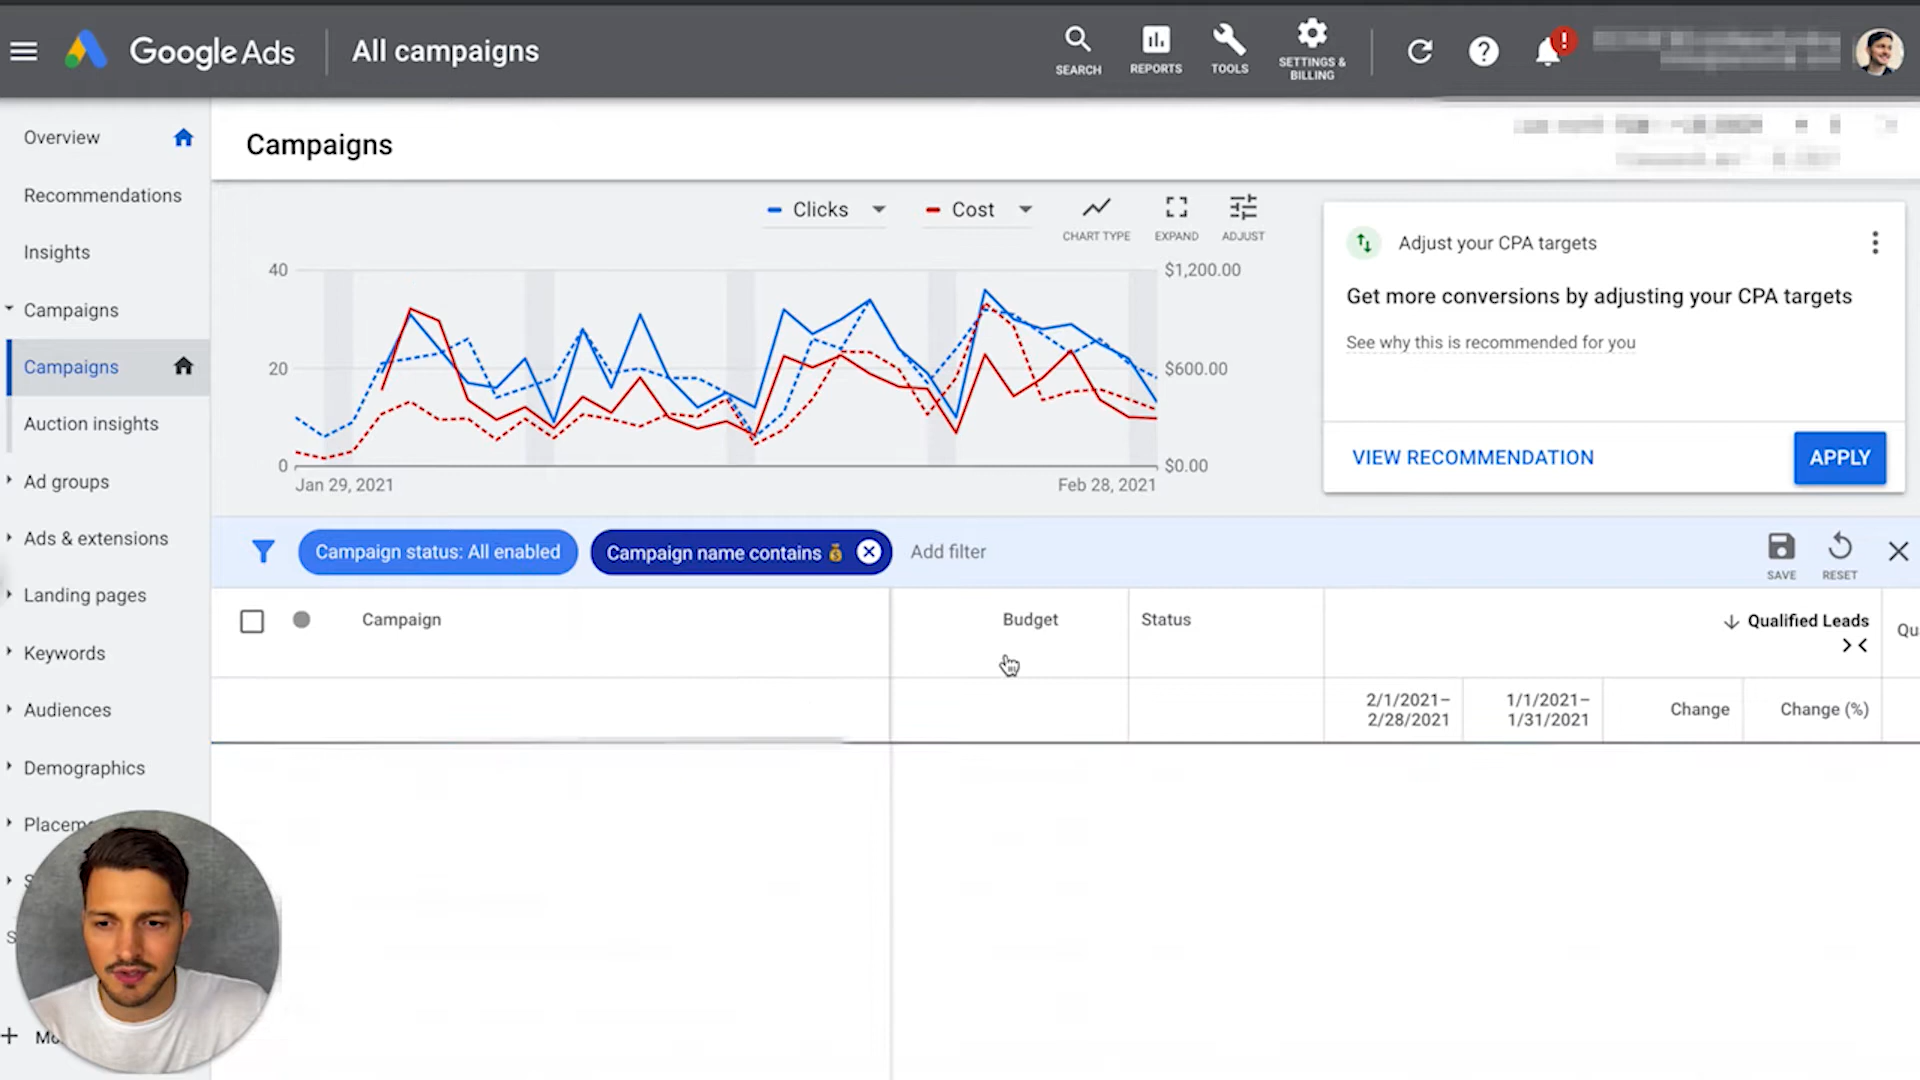 Google Ads
All campaigns
SEARCH
REPORTS
TOOLS
SETTINGS &
BILLING
!
Overview
Recommendations
Insights
Campaigns
Campaigns
Auction insights
Ad groups
Ads & extensions
Landing pages
Keywords
Audiences
Demographics
Placem
S
S
+ Mo
Campaigns
Clicks
Cost
CHART TYPE
EXPAND
ADJUST
40
20
0
$1,200.00
$600.00
$0.00
Jan 29, 2021
Feb 28, 2021
Adjust your CPA targets
Get more conversions by adjusting your CPA targets
See why this is recommended for you
VIEW RECOMMENDATION
APPLY
Campaign status: All enabled
Campaign name contains 💰
Add filter
SAVE
RESET
Campaign
Budget
Status
Qualified Leads
Qu
2/1/2021–
2/28/2021
1/1/2021–
1/31/2021
Change
Change (%)